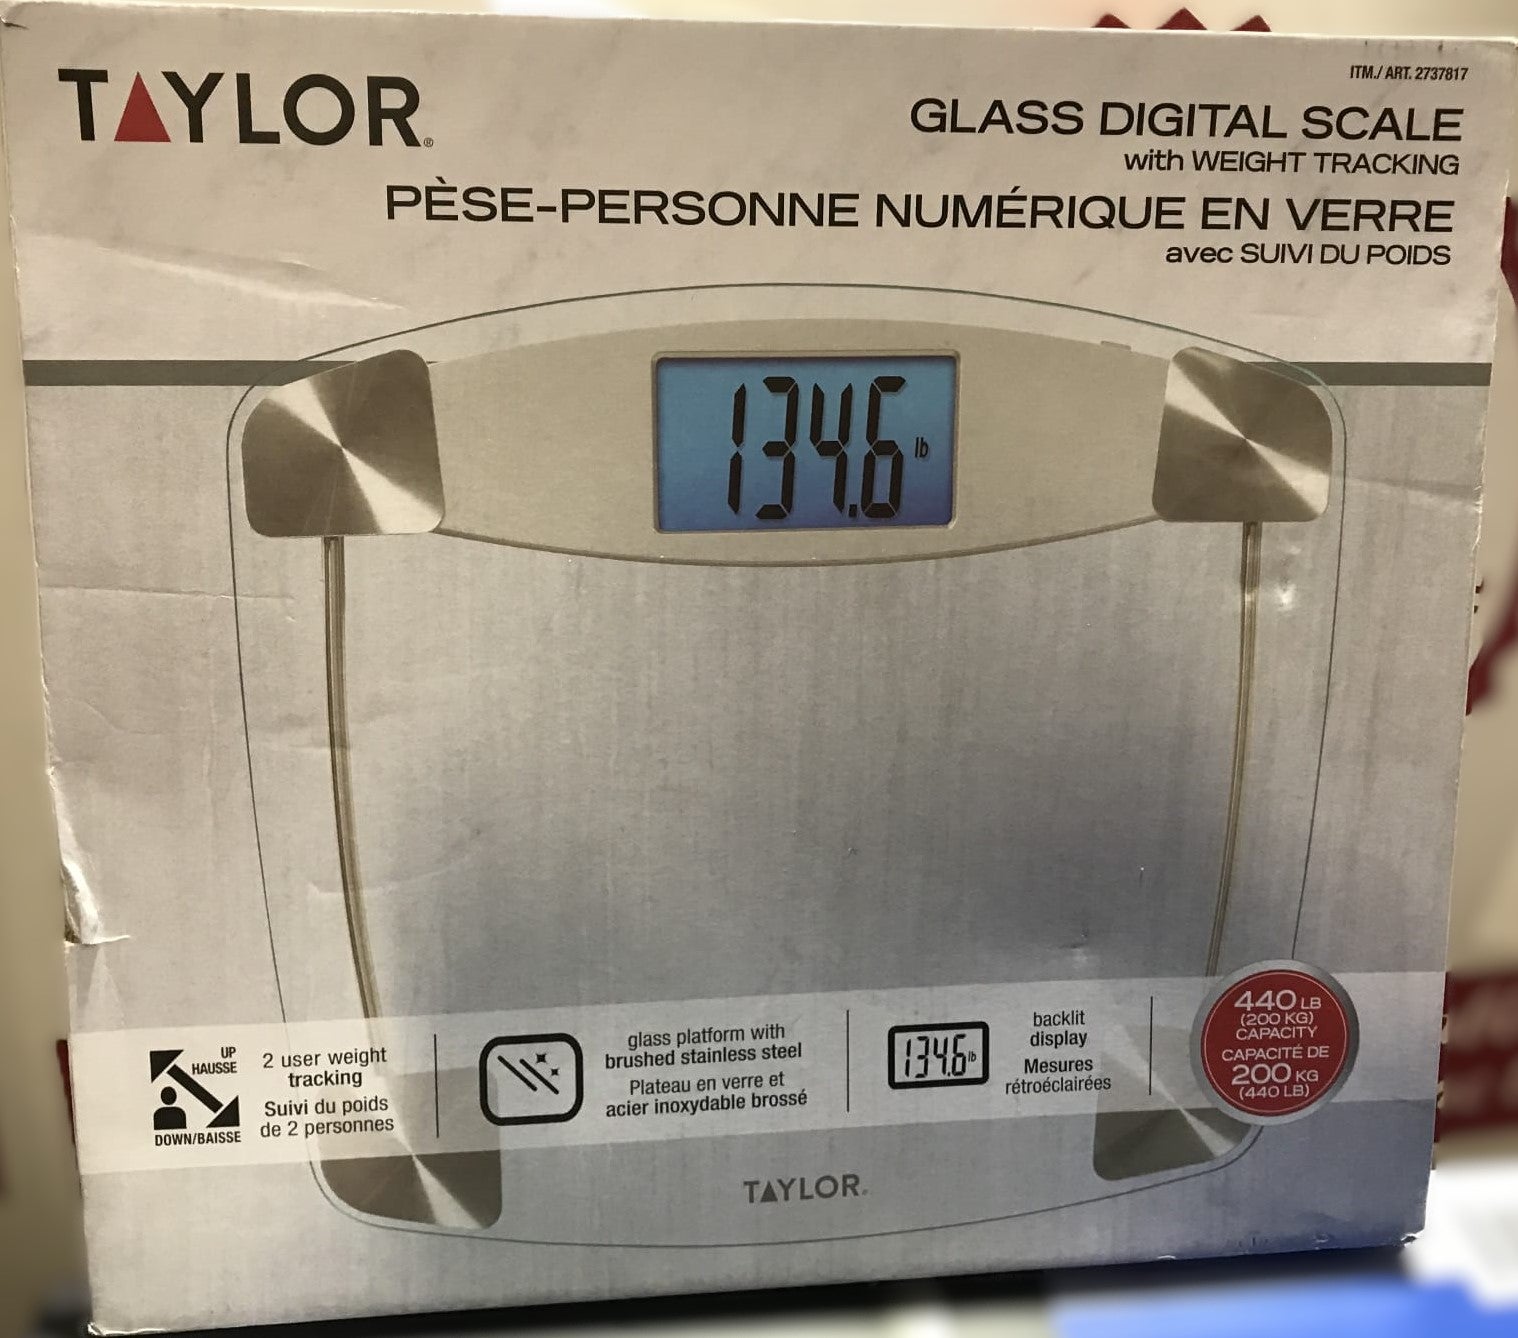 TAYLOR®
ITM./ ART. 2737817
GLASS DIGITAL SCALE
with WEIGHT TRACKING
PÈSE-PERSONNE NUMÉRIQUE EN VERRE
avec SUIVI DU POIDS
134.6 lb
UP
HAUSSE
DOWN/BAISSE
2 user weight
tracking
Suivi du poids
de 2 personnes
glass platform with
brushed stainless steel
Plateau en verre et
acier inoxydable brossé
134.6 lb
backlit
display
Mesures
rétroéclairées
440 LB
(200 KG)
CAPACITY
CAPACITÉ DE
200 KG
(440 LB)
TAYLOR®